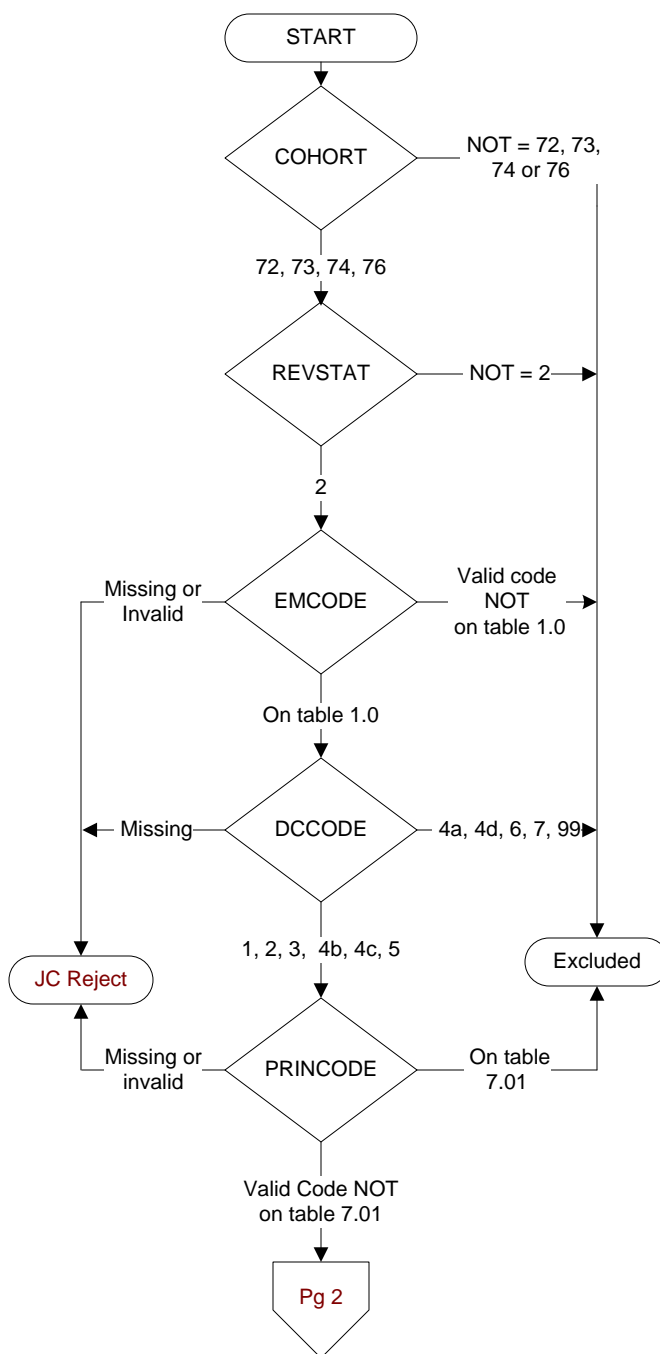 START
COHORT
NOT = 72, 73,
74 or 76
72, 73, 74, 76
REVSTAT
NOT = 2
2
Missing or
Invalid
EMCODE
Valid code
NOT
on table 1.0
On table 1.0
Missing
DCCODE
4a, 4d, 6, 7, 99
1, 2, 3, 4b, 4c, 5
JC Reject
Excluded
Missing or
invalid
PRINCODE
On table
7.01
Valid Code NOT
on table 7.01
Pg 2